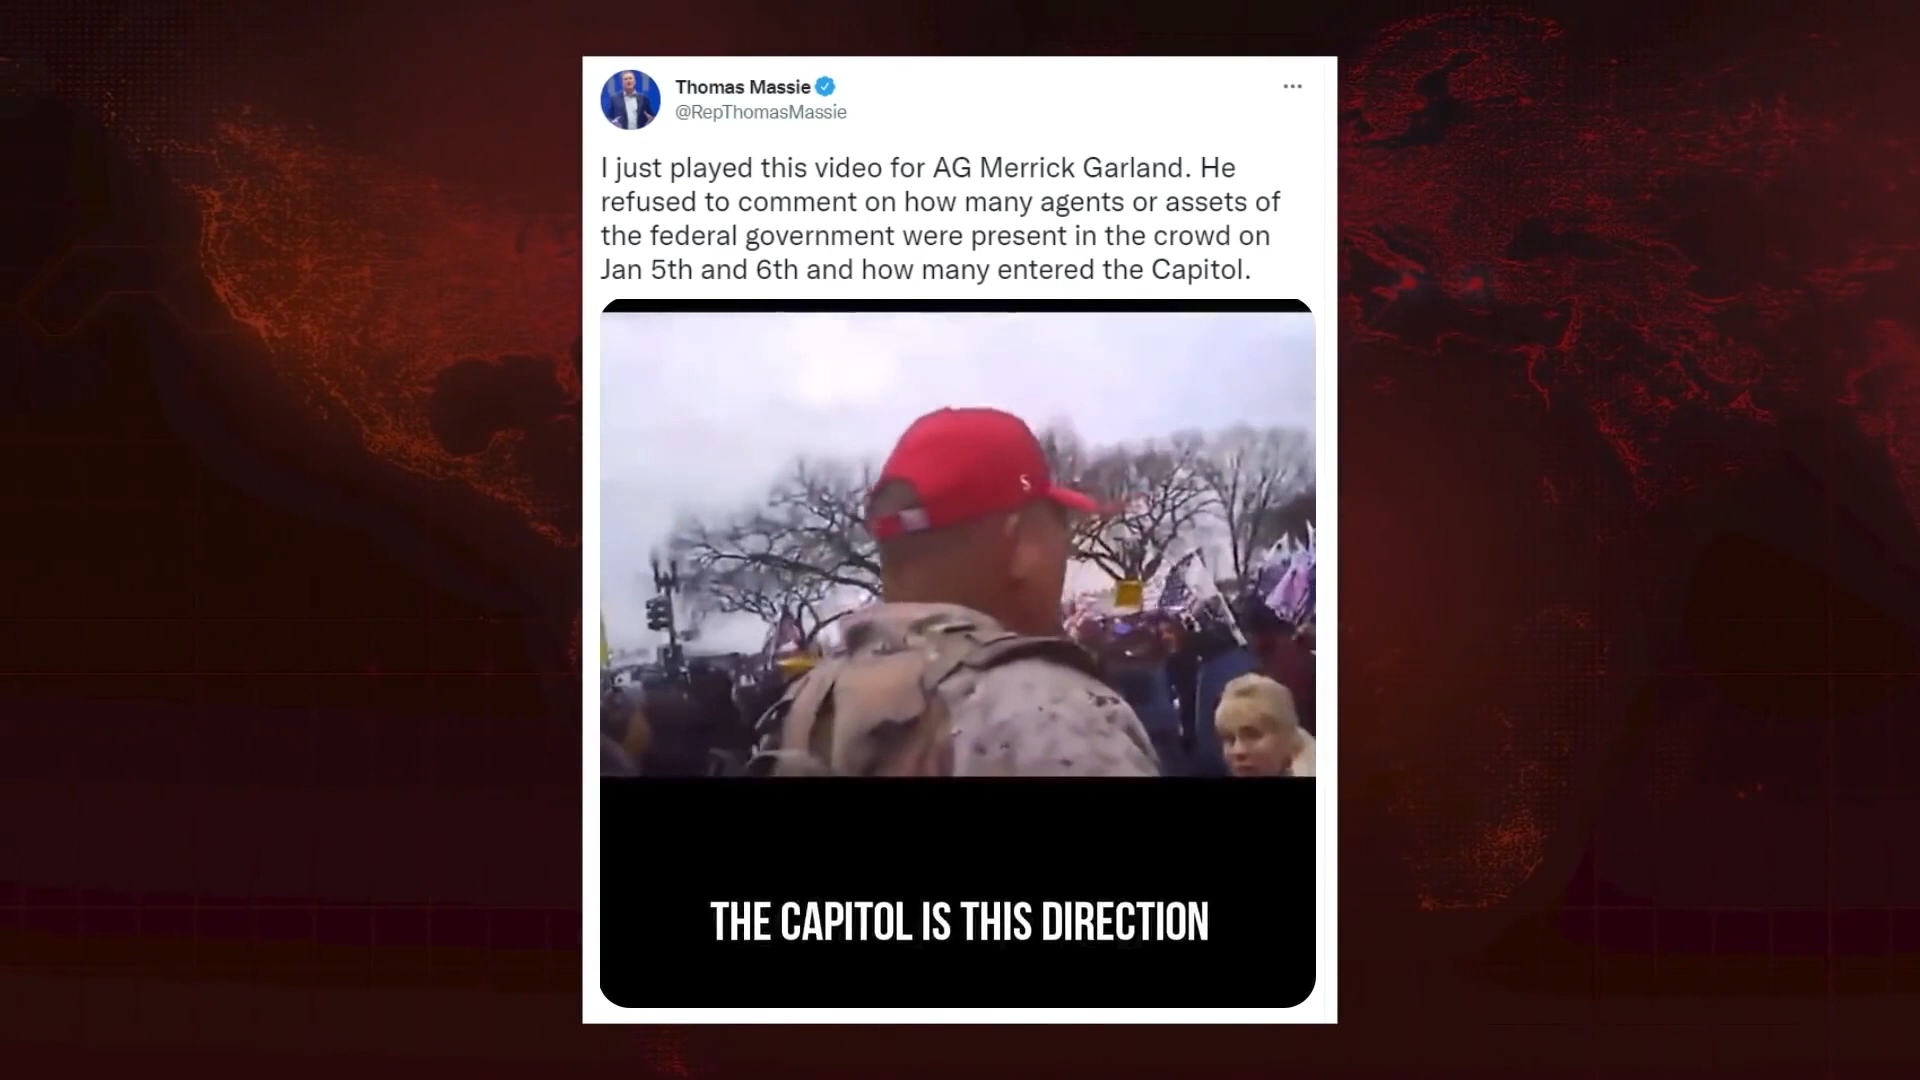 Thomas Massie
@RepThomasMassie
I just played this video for AG Merrick Garland. He
refused to comment on how many agents or assets of
the federal government were present in the crowd on
Jan 5th and 6th and how many entered the Capitol.
S
THE CAPITOL IS THIS DIRECTION